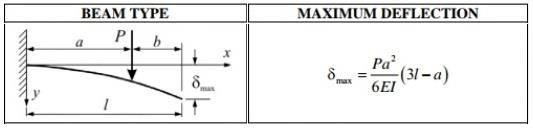 BEAM TYPE
MAXIMUM DEFLECTION
a
P
b
x
δmax
y
l
δmax = Pa²/6EI (3l − a)